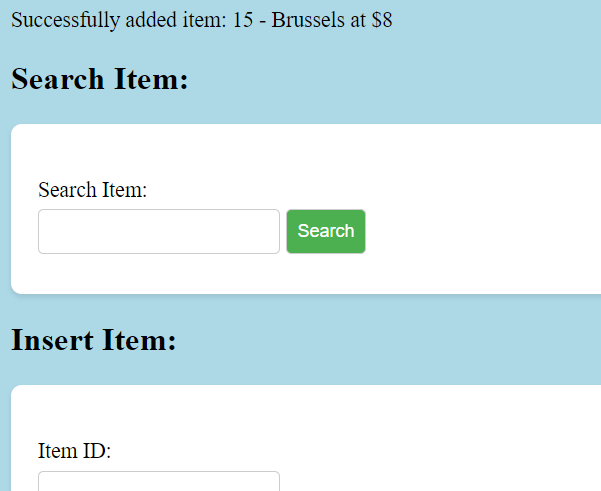 Successfully added item: 15 - Brussels at $8
Search Item:
Search Item:
Search
Insert Item:
Item ID: